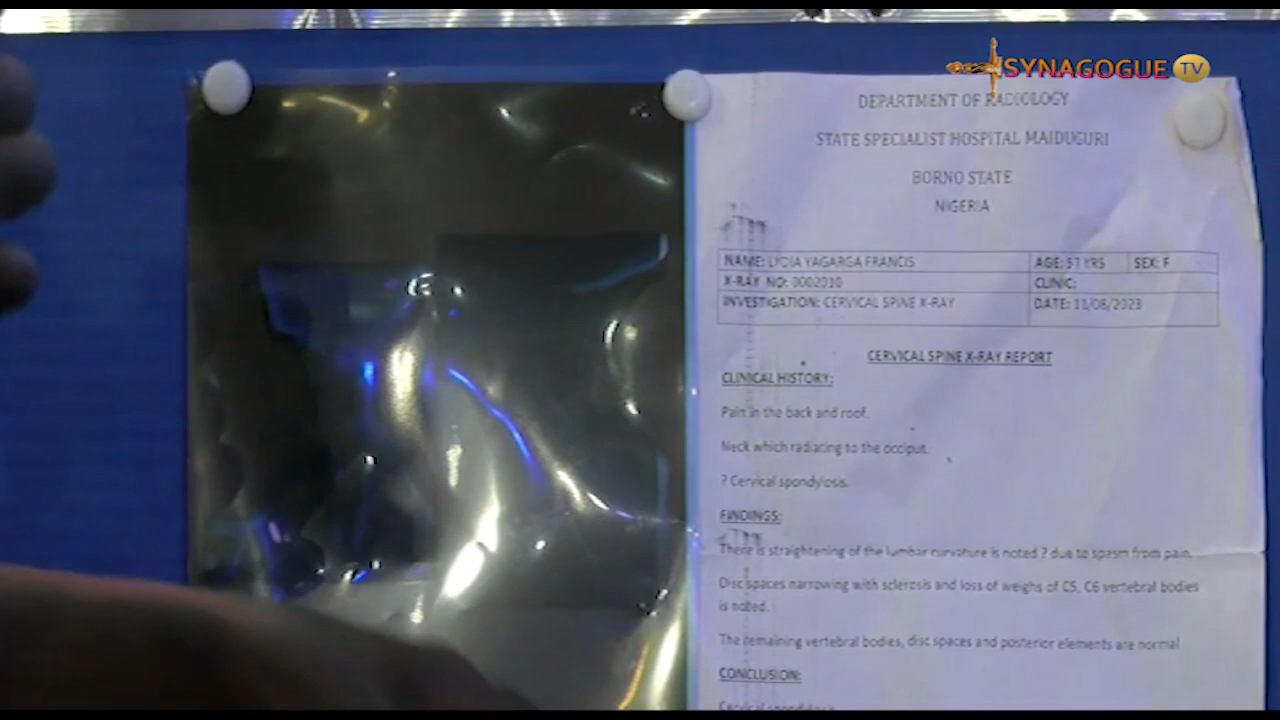 SYNAGOGUE TV
DEPARTMENT OF RADIOLOGY
STATE SPECIALIST HOSPITAL MAIDUGURI
BORNO STATE
NIGERIA
NAME: LYDIA YAGARGA FRANCIS AGE: 57 YRS SEX: F
X-RAY NO: 0002010 CLINIC:
INVESTIGATION: CERVICAL SPINE X-RAY DATE: 11/08/2023
CERVICAL SPINE X-RAY REPORT
CLINICAL HISTORY:
Pain in the back and roof.
Neck which radiating to the occiput.
? Cervical spondylosis.
FINDINGS:
There is straightening of the lumbar curvature is noted ? due to spasm from pain.
Disc spaces narrowing with sclerosis and loss of weighs of C5, C6 vertebral bodies
is noted.
The remaining vertebral bodies, disc spaces and posterior elements are normal
CONCLUSION:
Cervical spondylosis